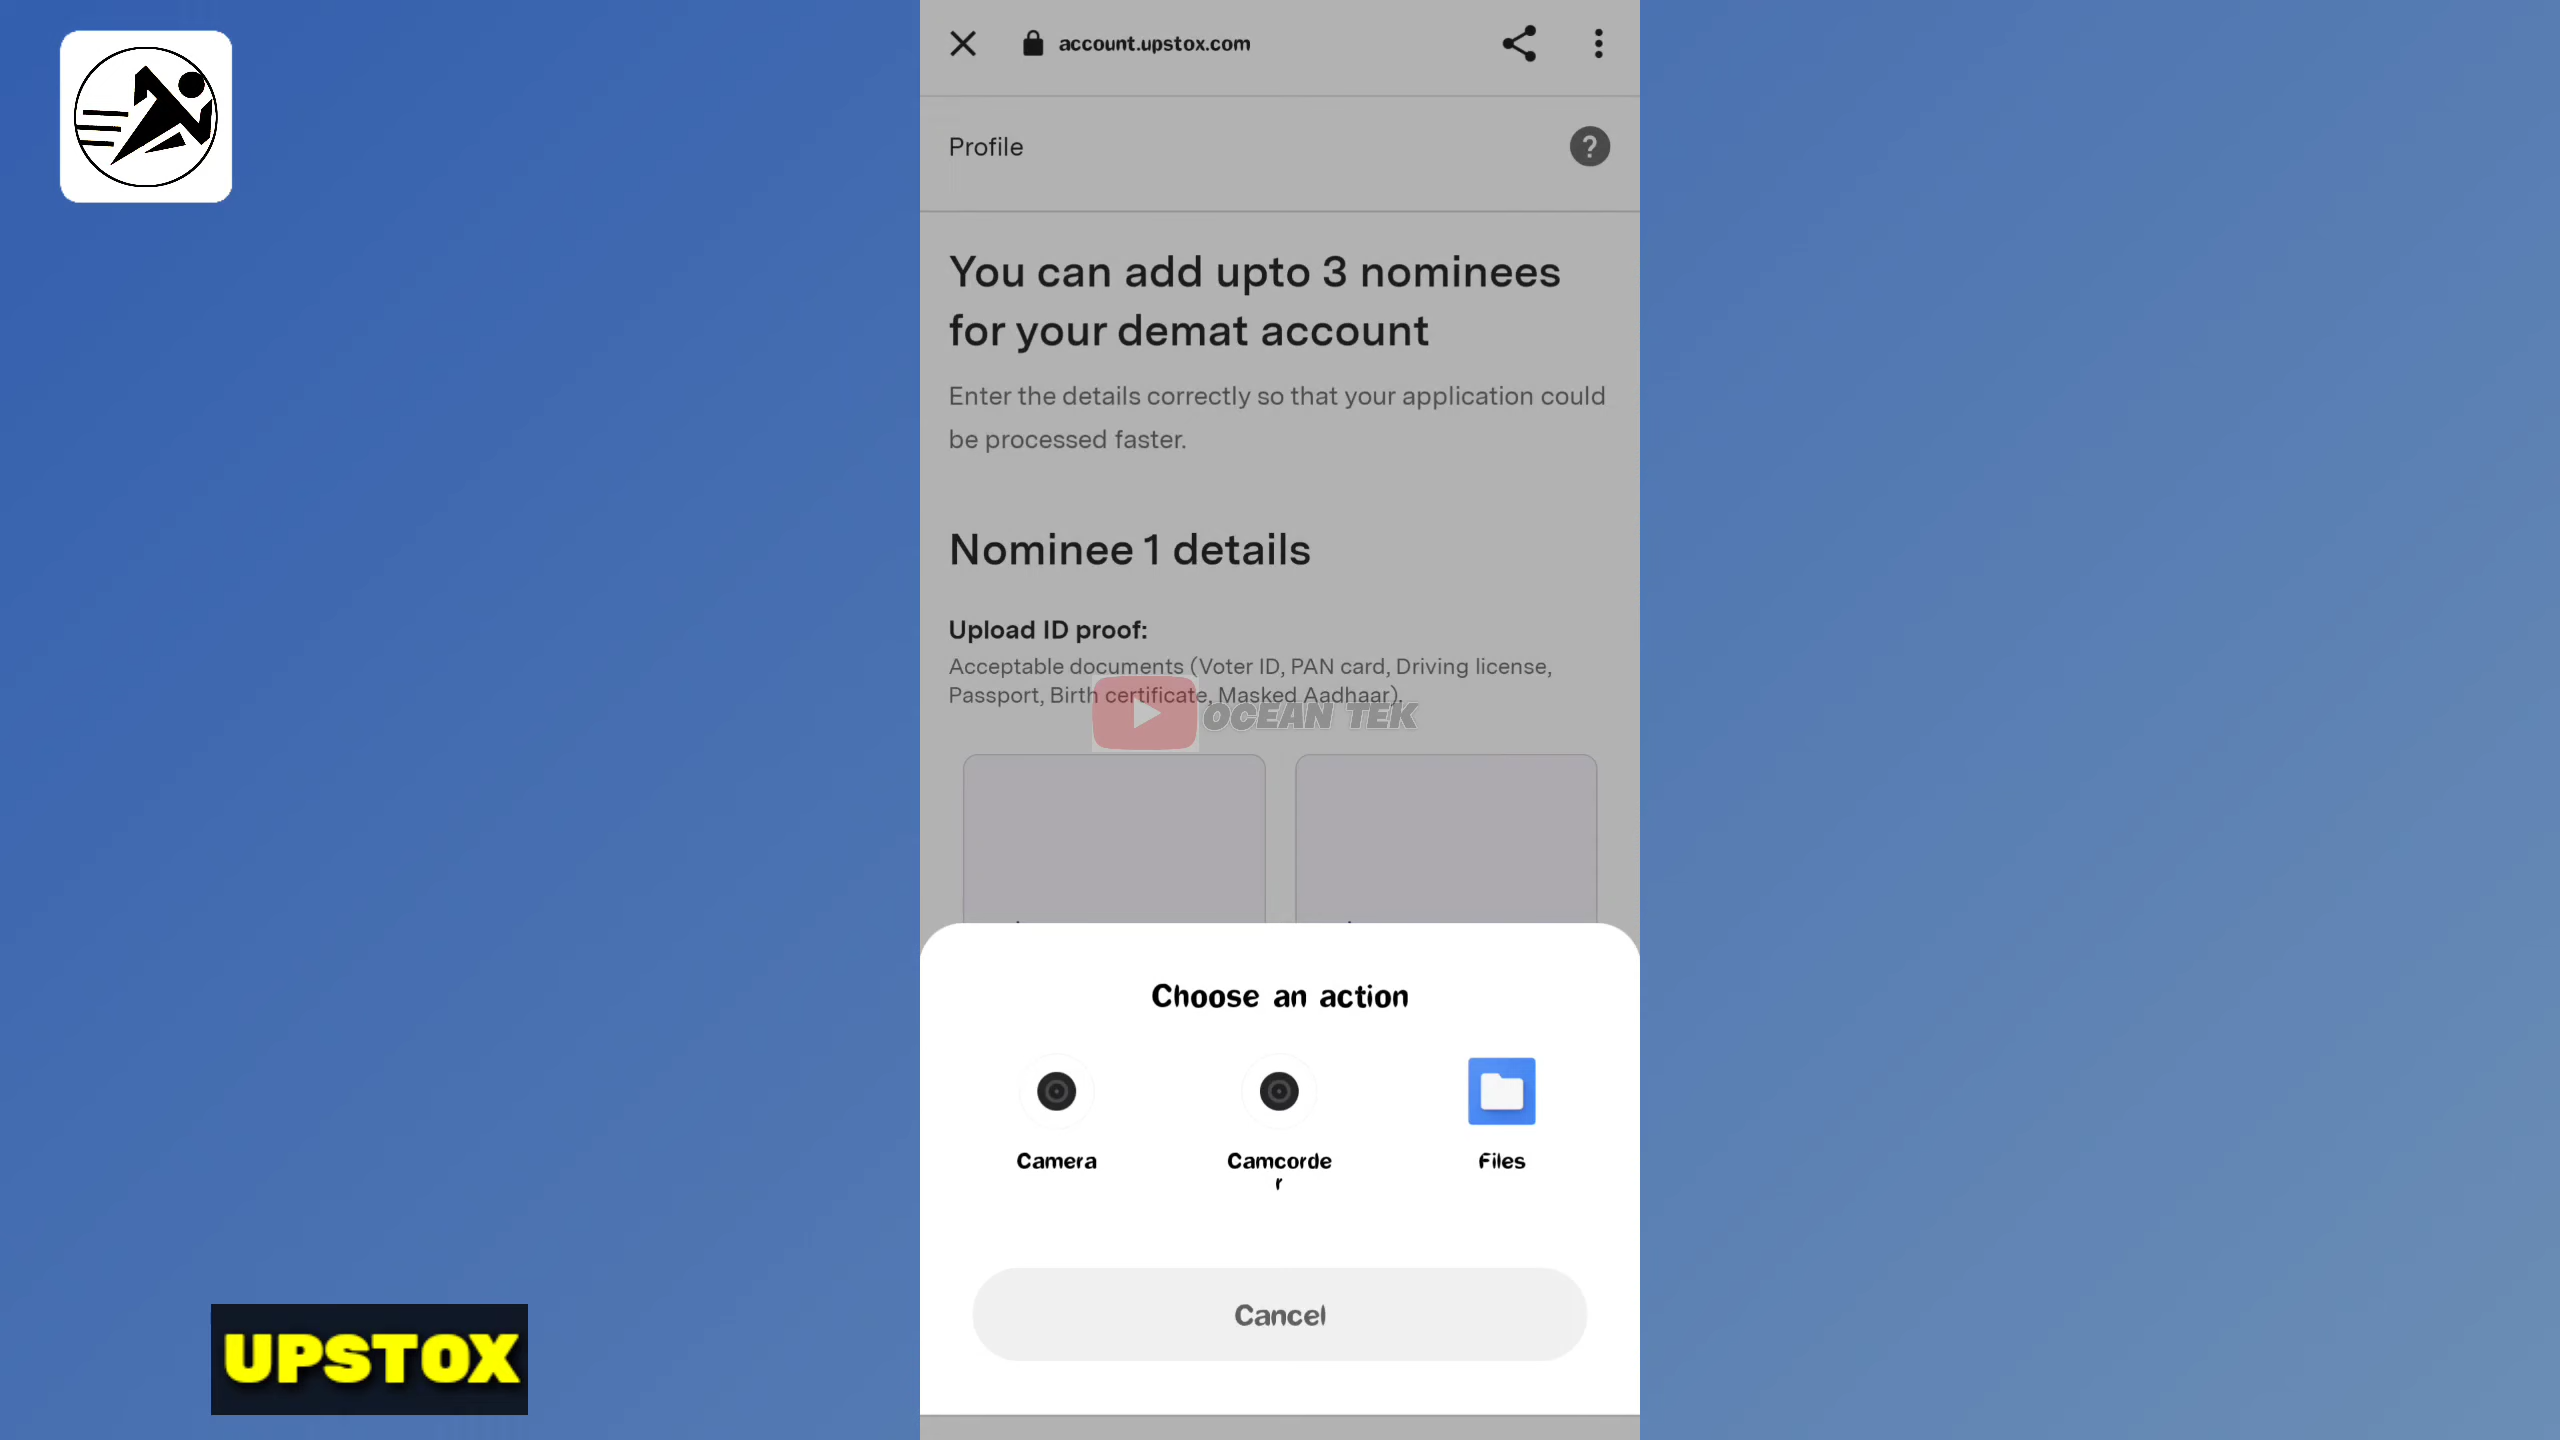 account.upstox.com
Profile
?
You can add upto 3 nominees
for your demat account
Enter the details correctly so that your application could
be processed faster.
Nominee 1 details
Upload ID proof:
Acceptable documents (Voter ID, PAN card, Driving license,
Passport, Birth certificate, Masked Aadhaar).
OCEAN TEK
Choose an action
Camera
Camcorde
r
Files
Cancel
UPSTOX